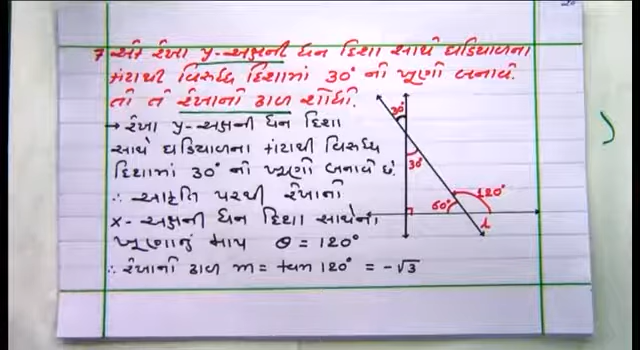 7 એક રેખા y-અક્ષની ધન દિશા સાથે ઘડિયાળના
કાંટાથી વિરુધ્ધ દિશામાં 30° નો ખૂણો બનાવે.
તો તે રેખાનો ઢાળ શોધો.
→ રેખા y-અક્ષની ધન દિશા
સાથે ઘડિયાળના કાંટાથી વિરુધ્ધ
દિશામાં 30° નો ખૂણો બનાવે છે.
∴ આકૃતિ પરથી રેખાનો
x-અક્ષની ધન દિશા સાથેના
ખૂણાનું માપ θ = 120°
∴ રેખાનો ઢાળ m = tan 120° = -√3
30°
30°
60°
120°
l